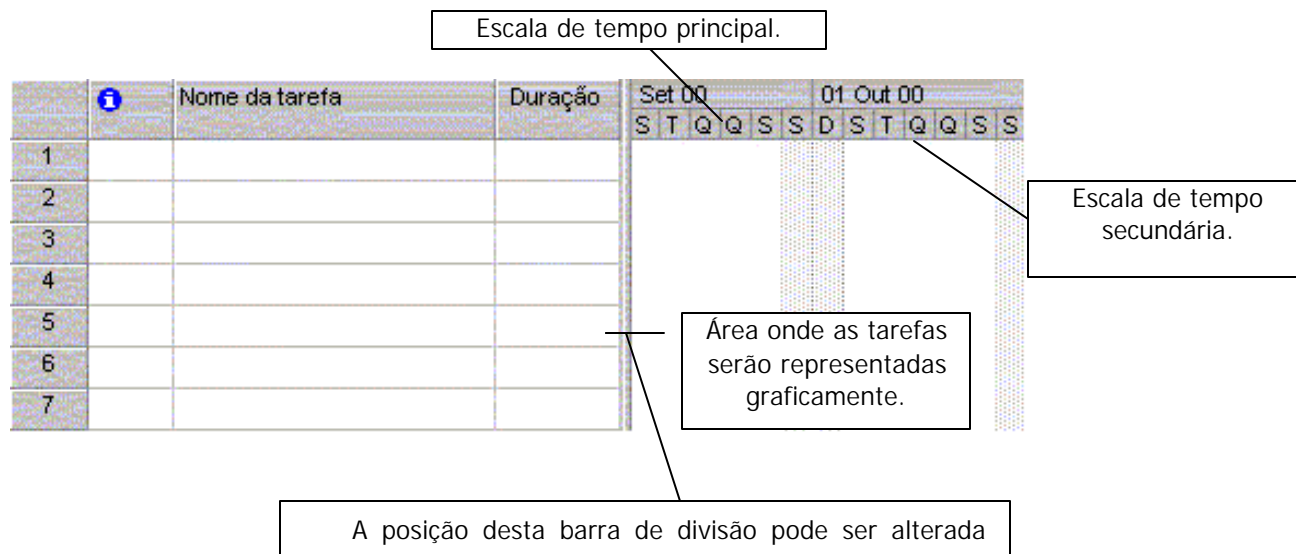 Escala de tempo principal.
Nome da tarefa Duração Set 00 01 Out 00
S T Q Q S S D S T Q Q S S
1
2
3
4
5
6
7
Escala de tempo
secundária.
Área onde as tarefas
serão representadas
graficamente.
A posição desta barra de divisão pode ser alterada